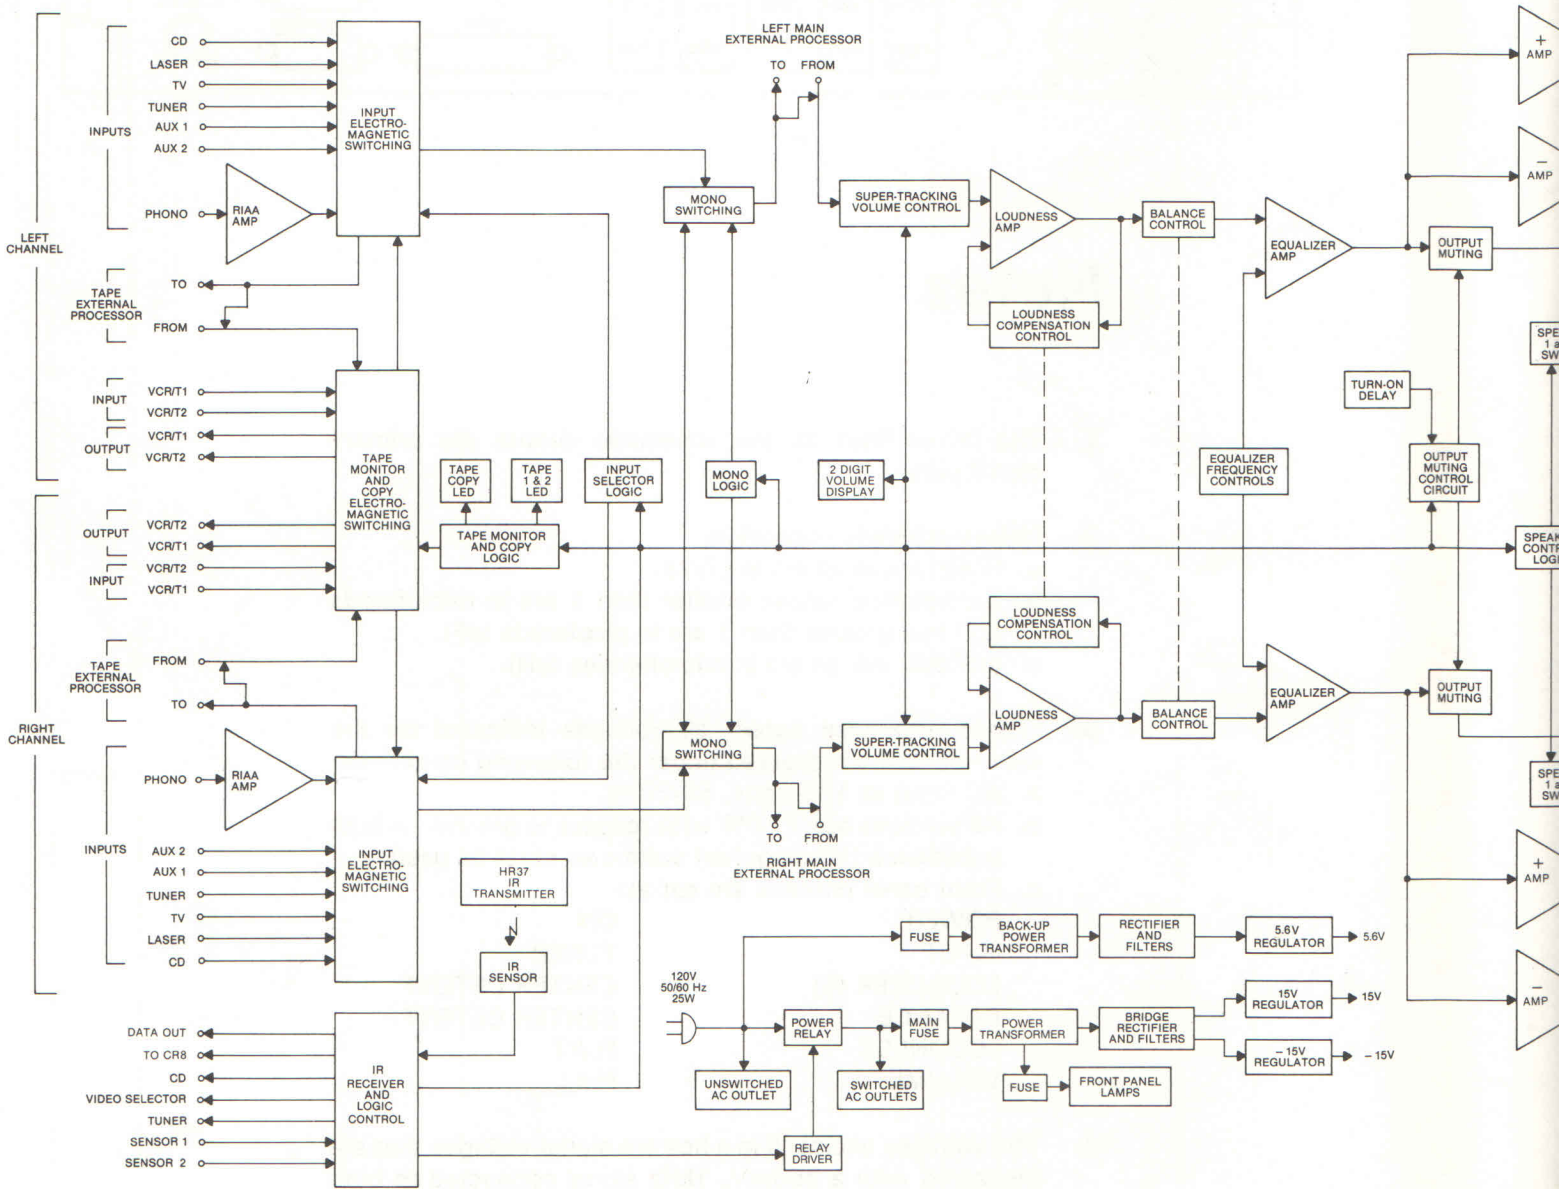 LEFT
CHANNEL
INPUTS
CD
LASER
TV
TUNER
AUX 1
AUX 2
PHONO
RIAA
AMP
INPUT
ELECTRO-
MAGNETIC
SWITCHING
TAPE
EXTERNAL
PROCESSOR
TO
FROM
INPUT
VCR/T1
VCR/T2
OUTPUT
VCR/T1
VCR/T2
TAPE
MONITOR
AND
COPY
ELECTRO-
MAGNETIC
SWITCHING
RIGHT
CHANNEL
OUTPUT
VCR/T2
VCR/T1
INPUT
VCR/T2
VCR/T1
TAPE
EXTERNAL
PROCESSOR
FROM
TO
PHONO
RIAA
AMP
INPUTS
AUX 2
AUX 1
TUNER
TV
LASER
CD
INPUT
ELECTRO-
MAGNETIC
SWITCHING
DATA OUT
TO CR8
CD
VIDEO SELECTOR
TUNER
SENSOR 1
SENSOR 2
IR
RECEIVER
AND
LOGIC
CONTROL
HR37
IR
TRANSMITTER
IR
SENSOR
TAPE
COPY
LED
TAPE
1 & 2
LED
TAPE MONITOR
AND COPY
LOGIC
INPUT
SELECTOR
LOGIC
MONO
LOGIC
MONO
SWITCHING
MONO
SWITCHING
LEFT MAIN
EXTERNAL PROCESSOR
TO FROM
SUPER-TRACKING
VOLUME CONTROL
LOUDNESS
AMP
LOUDNESS
COMPENSATION
CONTROL
BALANCE
CONTROL
EQUALIZER
AMP
OUTPUT
MUTING
+
AMP
−
AMP
2 DIGIT
VOLUME
DISPLAY
EQUALIZER
FREQUENCY
CONTROLS
TURN-ON
DELAY
OUTPUT
MUTING
CONTROL
CIRCUIT
SPE
1 a
SW
SPEAK
CONTR
LOGI
SPE
1 a
SW
LOUDNESS
COMPENSATION
CONTROL
SUPER-TRACKING
VOLUME CONTROL
LOUDNESS
AMP
BALANCE
CONTROL
EQUALIZER
AMP
OUTPUT
MUTING
+
AMP
−
AMP
TO FROM
RIGHT MAIN
EXTERNAL PROCESSOR
120V
50/60 Hz
25W
FUSE
BACK-UP
POWER
TRANSFORMER
RECTIFIER
AND
FILTERS
5.6V
REGULATOR
5.6V
POWER
RELAY
MAIN
FUSE
POWER
TRANSFORMER
BRIDGE
RECTIFIER
AND FILTERS
15V
REGULATOR
15V
− 15V
REGULATOR
− 15V
UNSWITCHED
AC OUTLET
SWITCHED
AC OUTLETS
FUSE
FRONT PANEL
LAMPS
RELAY
DRIVER